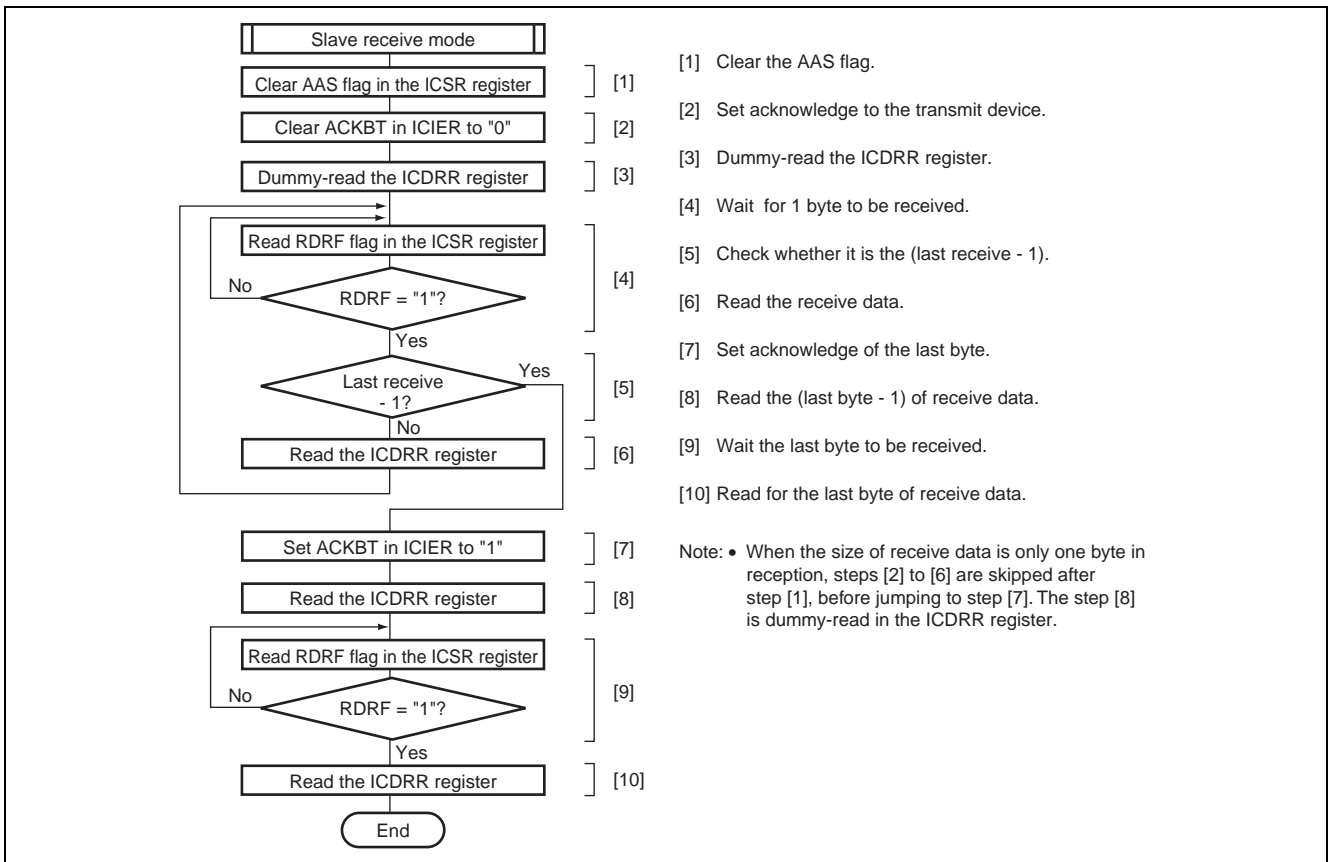 Slave receive mode
Clear AAS flag in the ICSR register
[1]
Clear ACKBT in ICIER to "0"
[2]
Dummy-read the ICDRR register
[3]
Read RDRF flag in the ICSR register
No
RDRF = "1"?
[4]
Yes
Last receive
- 1?
Yes
[5]
No
Read the ICDRR register
[6]
Set ACKBT in ICIER to "1"
[7]
Read the ICDRR register
[8]
Read RDRF flag in the ICSR register
No
RDRF = "1"?
[9]
Yes
Read the ICDRR register
[10]
End
[1] Clear the AAS flag.
[2] Set acknowledge to the transmit device.
[3] Dummy-read the ICDRR register.
[4] Wait for 1 byte to be received.
[5] Check whether it is the (last receive - 1).
[6] Read the receive data.
[7] Set acknowledge of the last byte.
[8] Read the (last byte - 1) of receive data.
[9] Wait the last byte to be received.
[10] Read for the last byte of receive data.
Note: • When the size of receive data is only one byte in
reception, steps [2] to [6] are skipped after
step [1], before jumping to step [7]. The step [8]
is dummy-read in the ICDRR register.